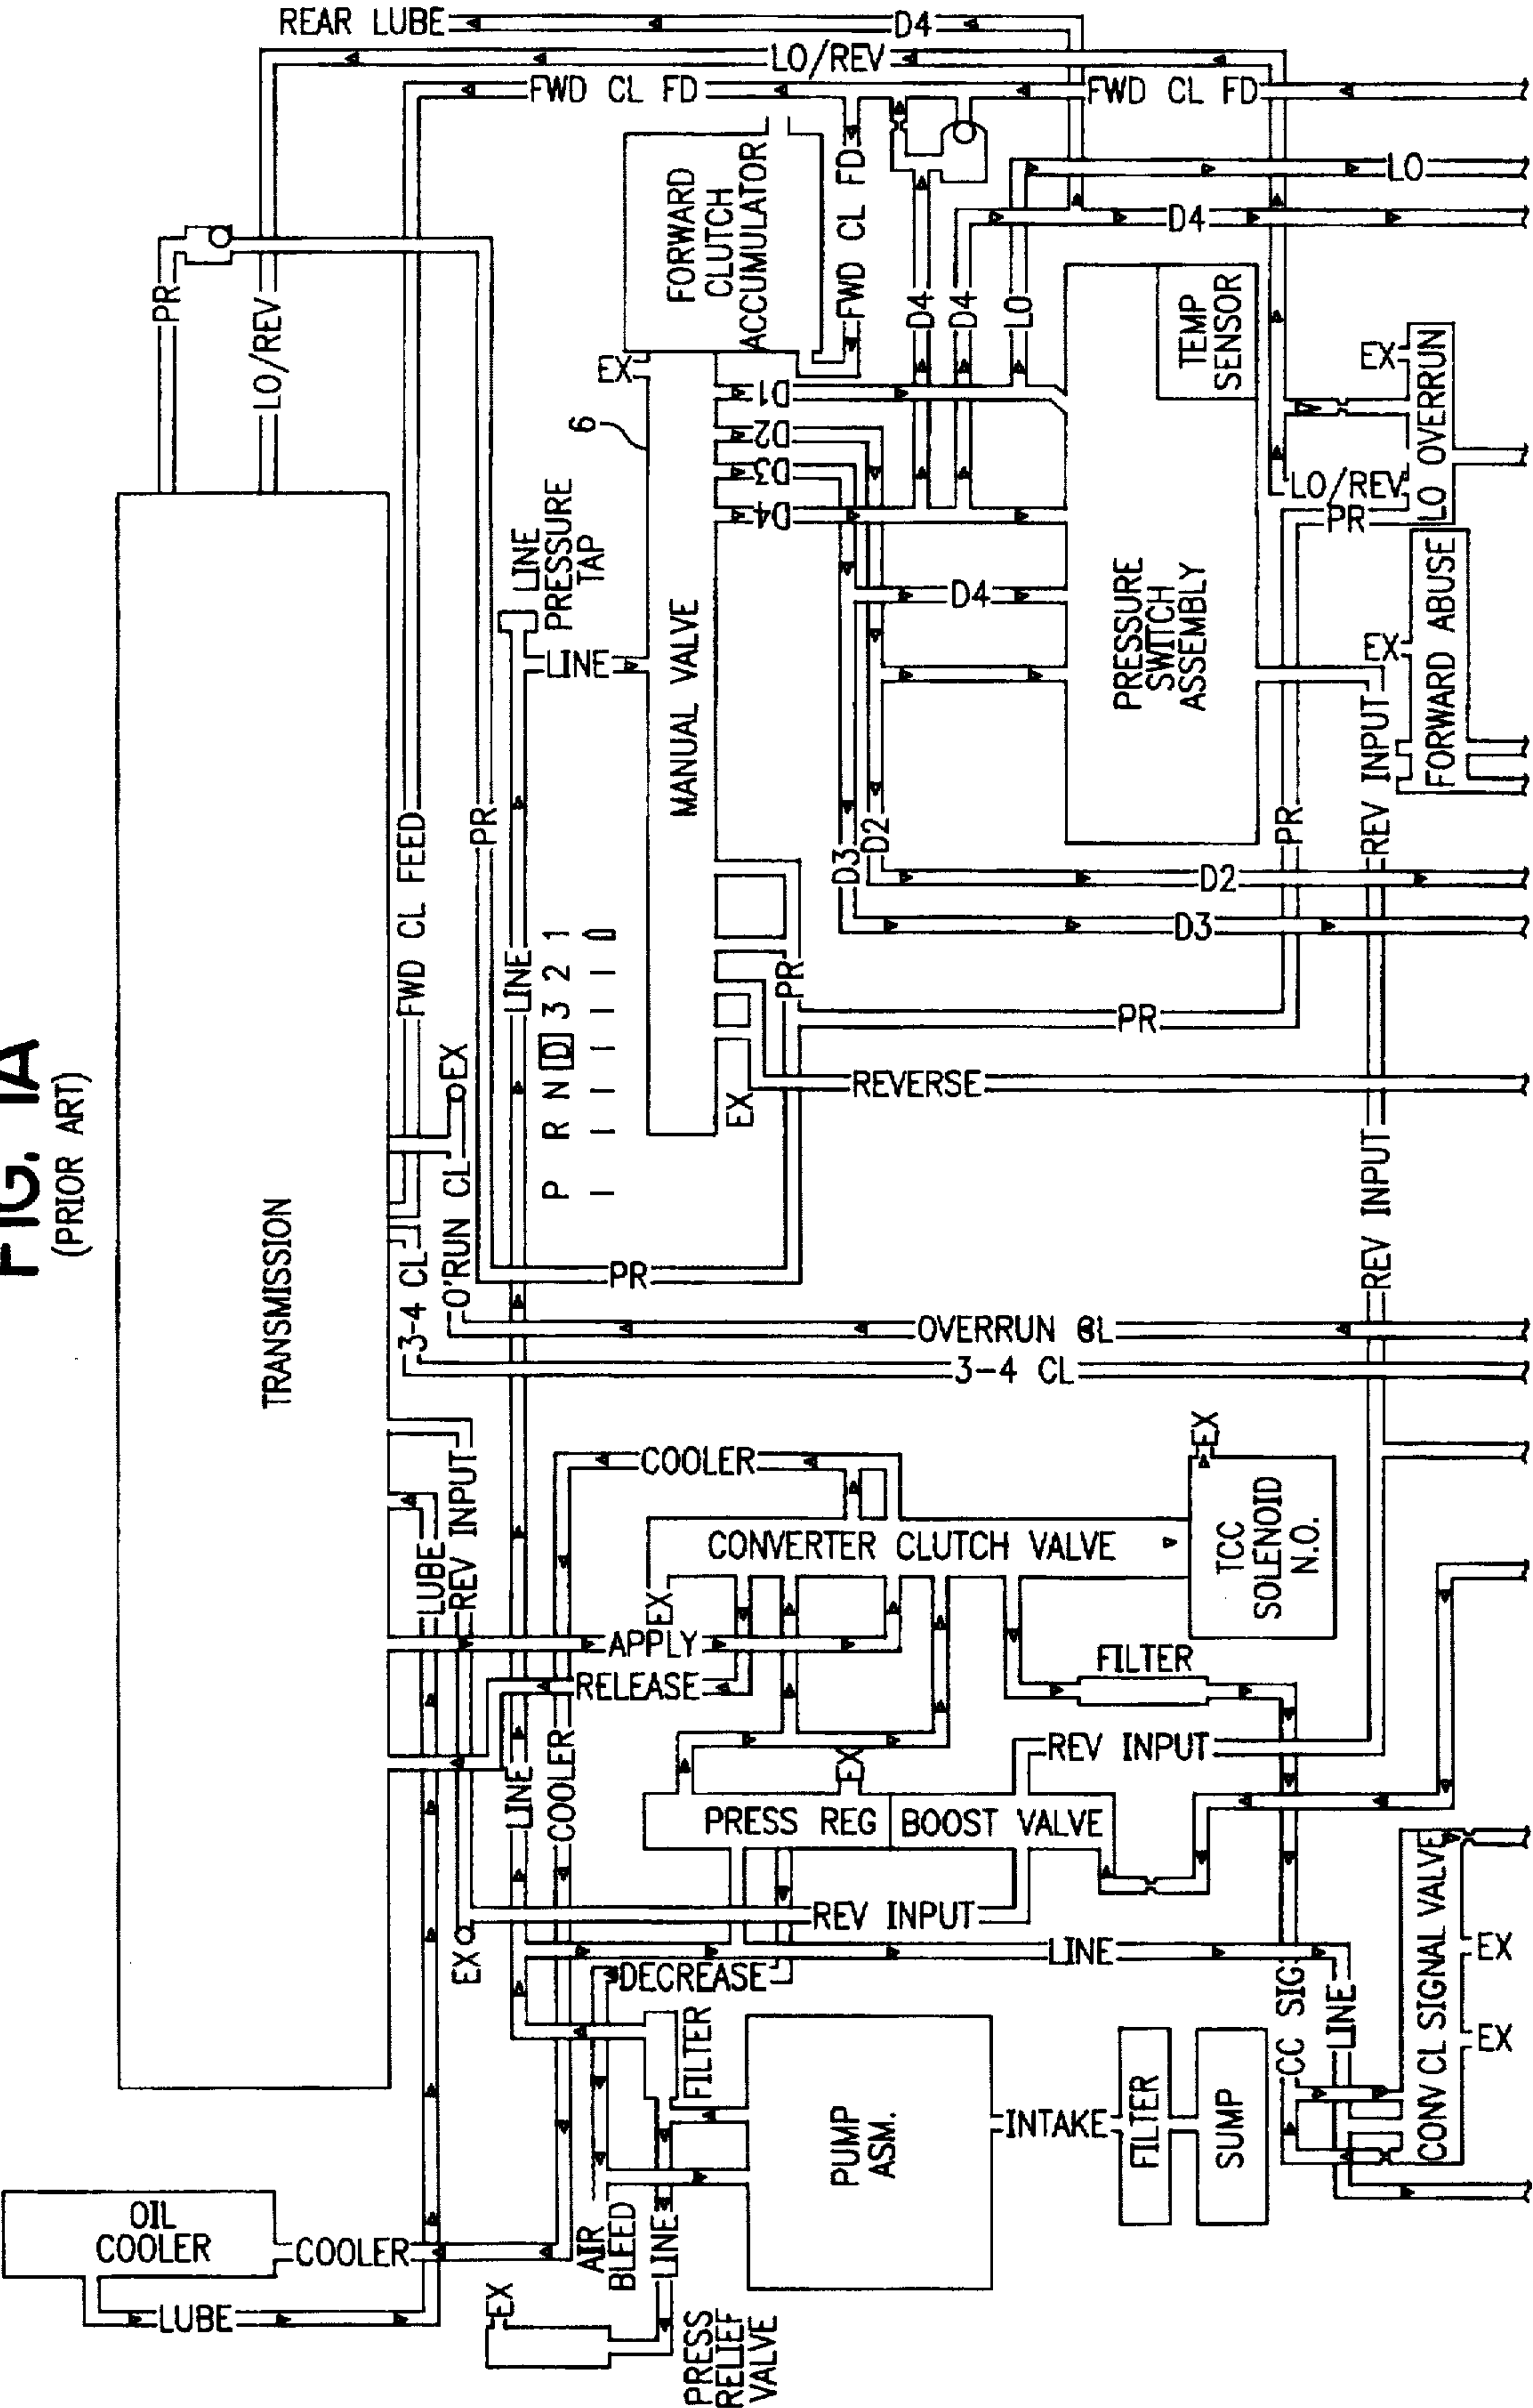 FIG. 1A
(PRIOR ART)
REAR LUBE
D4
LO/REV
FWD CL FD
FWD CL FD
PR
LO/REV
FORWARD
CLUTCH
ACCUMULATOR
FWD CL FD
LO
D4
D4
D4
LO
TEMP
SENSOR
EX
EX
6
D1
D2
D3
D4
LO/REV
PR
LO OVERRUN
LINE
PRESSURE
TAP
LINE
MANUAL VALVE
D4
PRESSURE
SWITCH
ASSEMBLY
EX
FORWARD ABUSE
REV INPUT
FWD CL FEED
PR
D3
D2
PR
D2
D3
LINE
P R N D 3 2 1
PR
PR
EX
REVERSE
TRANSMISSION
EX
O'RUN CL
3-4 CL
PR
REV INPUT
OVERRUN CL
3-4 CL
LUBE
REV INPUT
COOLER
CONVERTER CLUTCH VALVE
EX
TCC
SOLENOID
N.O.
EX
APPLY
RELEASE
FILTER
LINE
COOLER
EX
REV INPUT
PRESS REG
BOOST VALVE
EX
REV INPUT
LINE
DECREASE
FILTER
CC SIG
LINE
CONV CL SIGNAL VALVE
EX
EX
PUMP
ASM.
INTAKE
FILTER
SUMP
OIL
COOLER
COOLER
LUBE
AIR
BLEED
LINE
EX
PRESS
RELIEF
VALVE